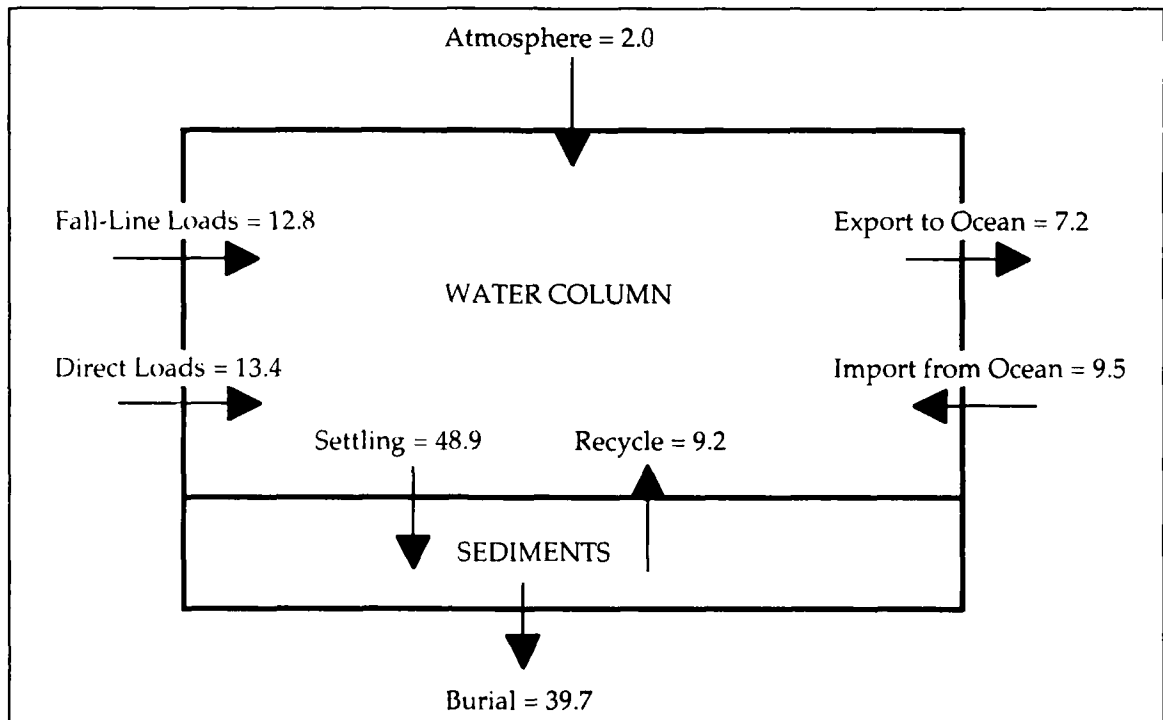 Atmosphere = 2.0
Fall-Line Loads = 12.8
Export to Ocean = 7.2
WATER COLUMN
Direct Loads = 13.4
Import from Ocean = 9.5
Settling = 48.9
Recycle = 9.2
SEDIMENTS
Burial = 39.7